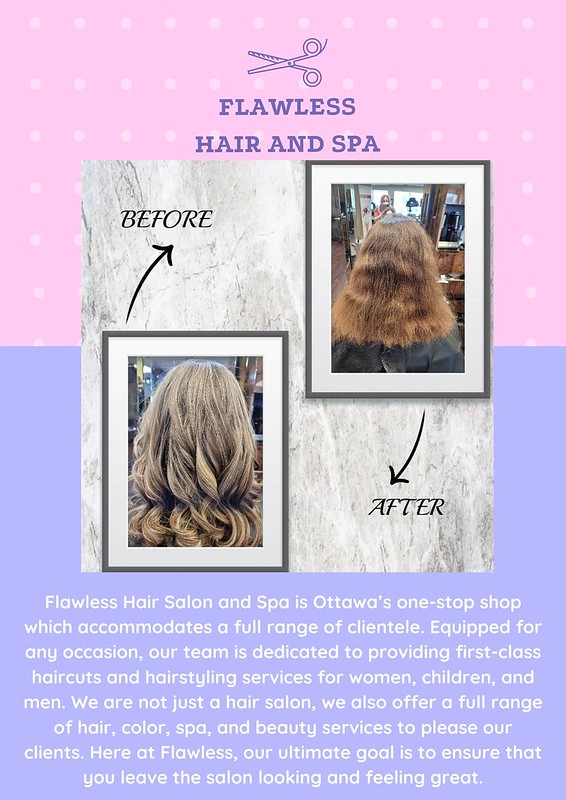 FLAWLESS
HAIR AND SPA
BEFORE
AFTER
Flawless Hair Salon and Spa is Ottawa's one-stop shop
which accommodates a full range of clientele. Equipped for
any occasion, our team is dedicated to providing first-class
haircuts and hairstyling services for women, children, and
men. We are not just a hair salon, we also offer a full range
of hair, color, spa, and beauty services to please our
clients. Here at Flawless, our ultimate goal is to ensure that
you leave the salon looking and feeling great.